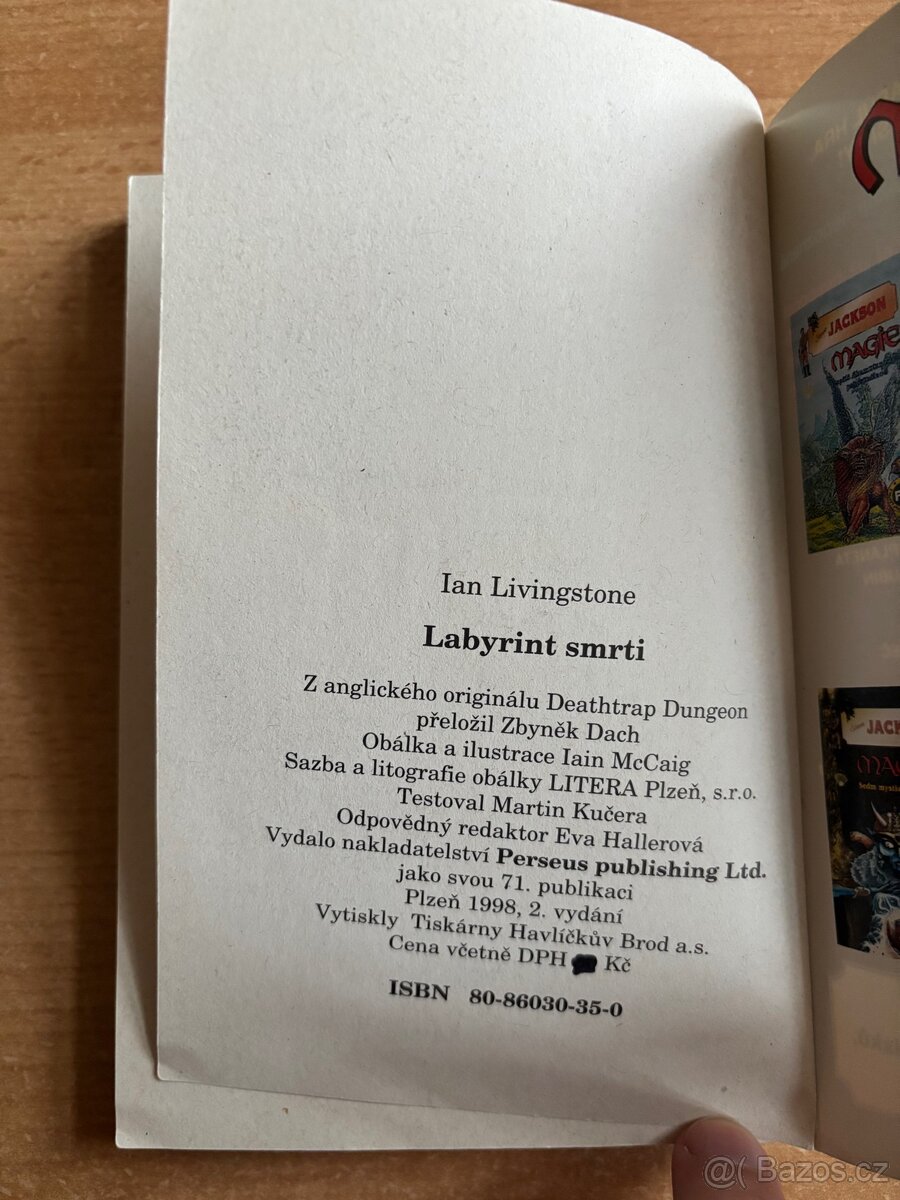 Ian Livingstone
Labyrint smrti
Z anglického originálu Deathtrap Dungeon
přeložil Zbyněk Dach
Obálka a ilustrace Iain McCaig
Sazba a litografie obálky LITERA Plzeň, s.r.o.
Testoval Martin Kučera
Odpovědný redaktor Eva Hallerová
Vydalo nakladatelství Perseus publishing Ltd.
jako svou 71. publikaci
Plzeň 1998, 2. vydání
Vytiskly Tiskárny Havlíčkův Brod a.s.
Cena včetně DPH Kč
ISBN 80-86030-35-0
JACKSON
MAGIE
@( Bazos.cz